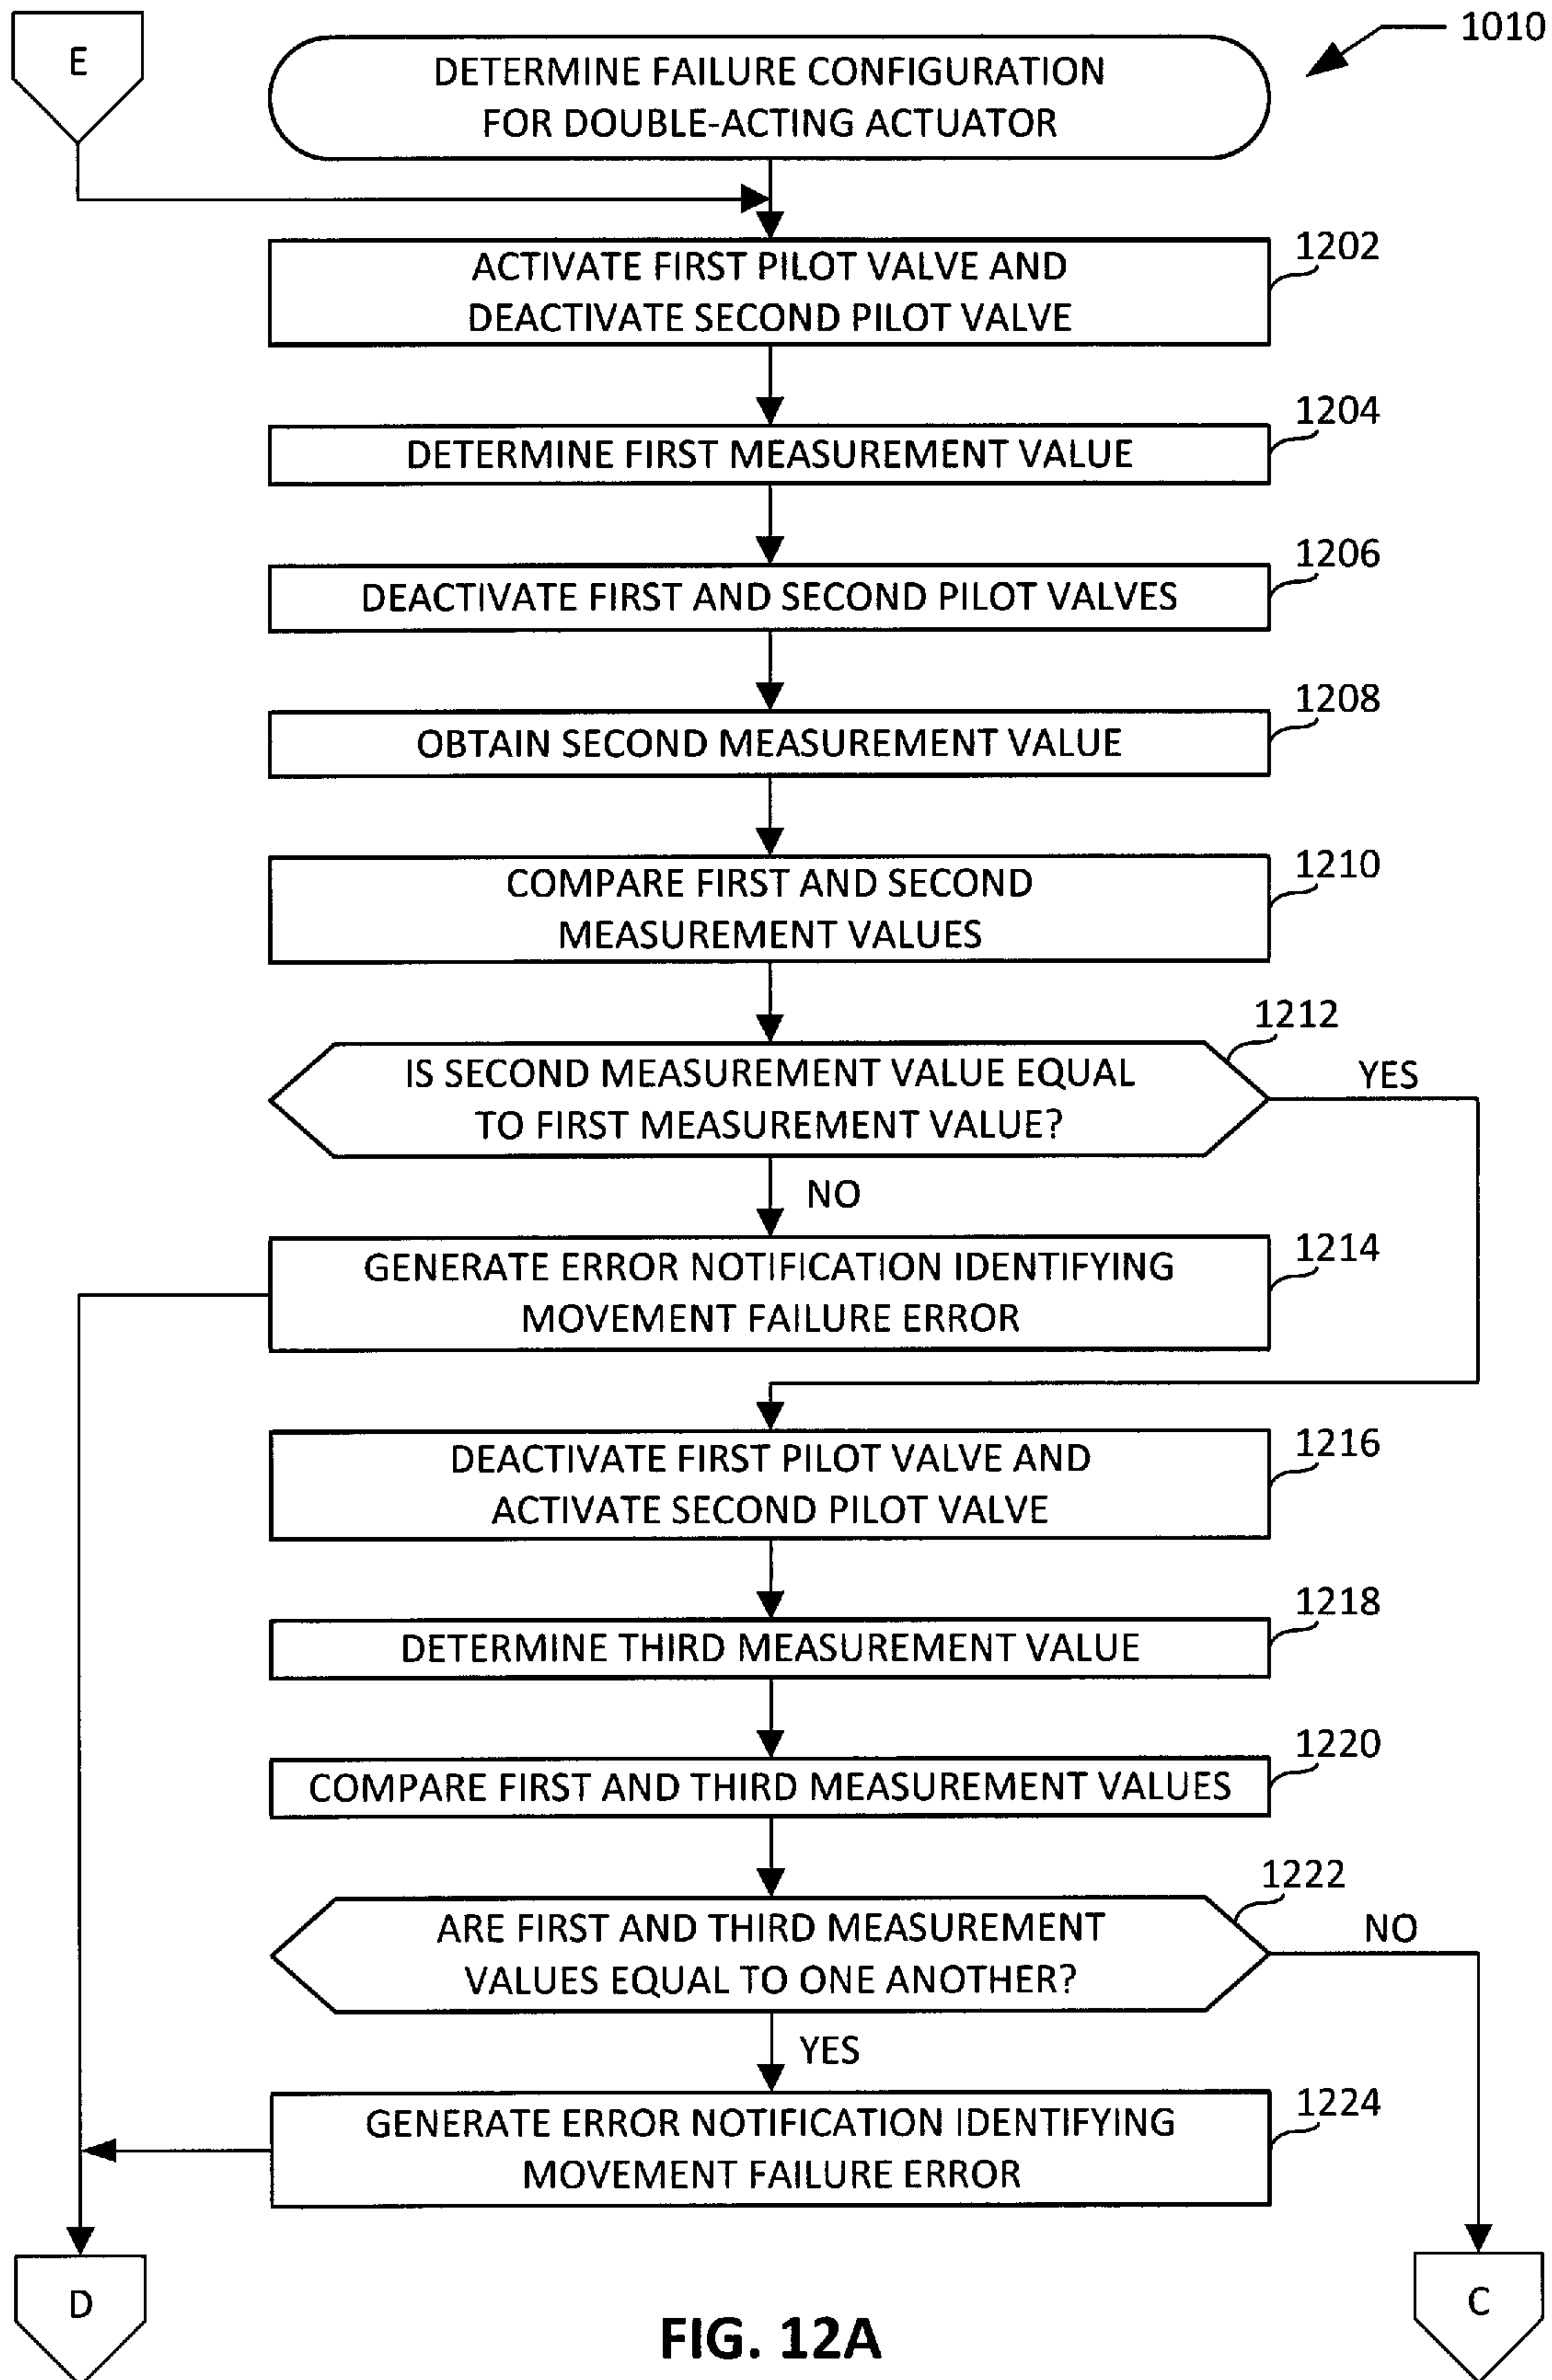 E
1010
DETERMINE FAILURE CONFIGURATION
FOR DOUBLE-ACTING ACTUATOR
1202
ACTIVATE FIRST PILOT VALVE AND
DEACTIVATE SECOND PILOT VALVE
1204
DETERMINE FIRST MEASUREMENT VALUE
1206
DEACTIVATE FIRST AND SECOND PILOT VALVES
1208
OBTAIN SECOND MEASUREMENT VALUE
1210
COMPARE FIRST AND SECOND
MEASUREMENT VALUES
1212
IS SECOND MEASUREMENT VALUE EQUAL
TO FIRST MEASUREMENT VALUE?
YES
NO
1214
GENERATE ERROR NOTIFICATION IDENTIFYING
MOVEMENT FAILURE ERROR
1216
DEACTIVATE FIRST PILOT VALVE AND
ACTIVATE SECOND PILOT VALVE
1218
DETERMINE THIRD MEASUREMENT VALUE
1220
COMPARE FIRST AND THIRD MEASUREMENT VALUES
1222
ARE FIRST AND THIRD MEASUREMENT
VALUES EQUAL TO ONE ANOTHER?
NO
YES
1224
GENERATE ERROR NOTIFICATION IDENTIFYING
MOVEMENT FAILURE ERROR
D
C
FIG. 12A